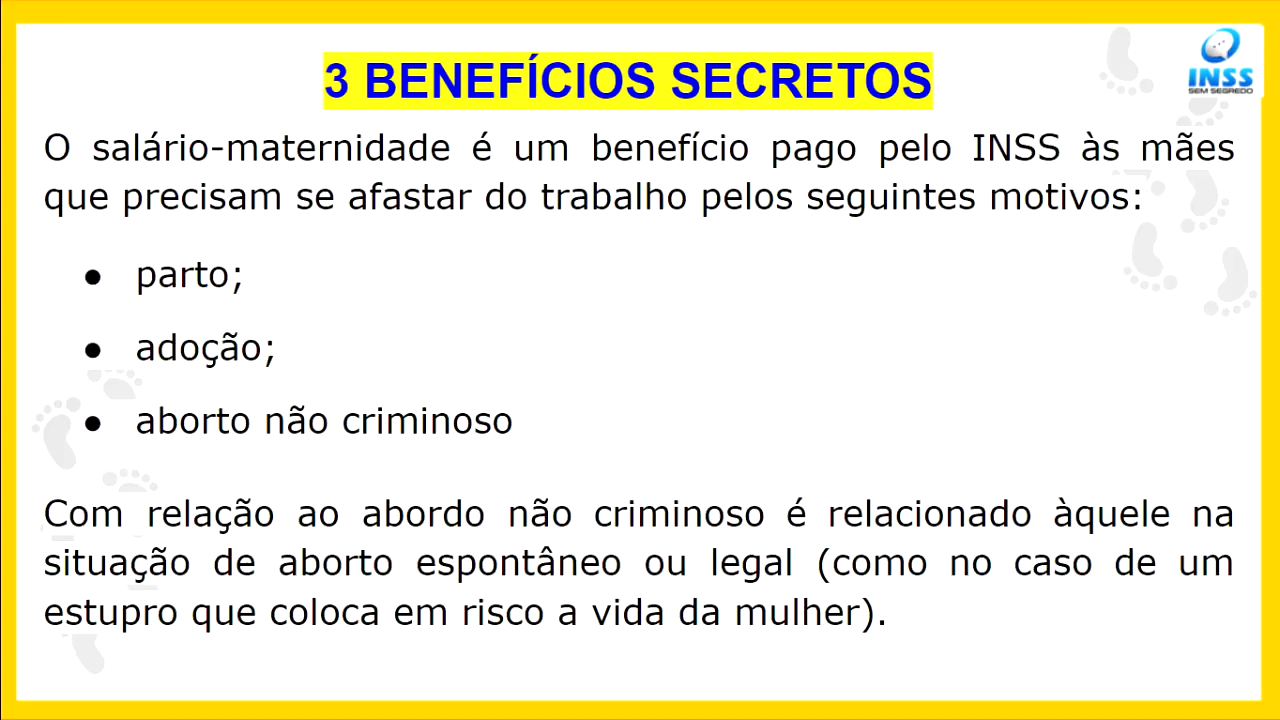 3 BENEFÍCIOS SECRETOS
INSS
SEM SEGREDO
O salário-maternidade é um benefício pago pelo INSS às mães
que precisam se afastar do trabalho pelos seguintes motivos:
● parto;
● adoção;
● aborto não criminoso
Com relação ao abordo não criminoso é relacionado àquele na
situação de aborto espontâneo ou legal (como no caso de um
estupro que coloca em risco a vida da mulher).